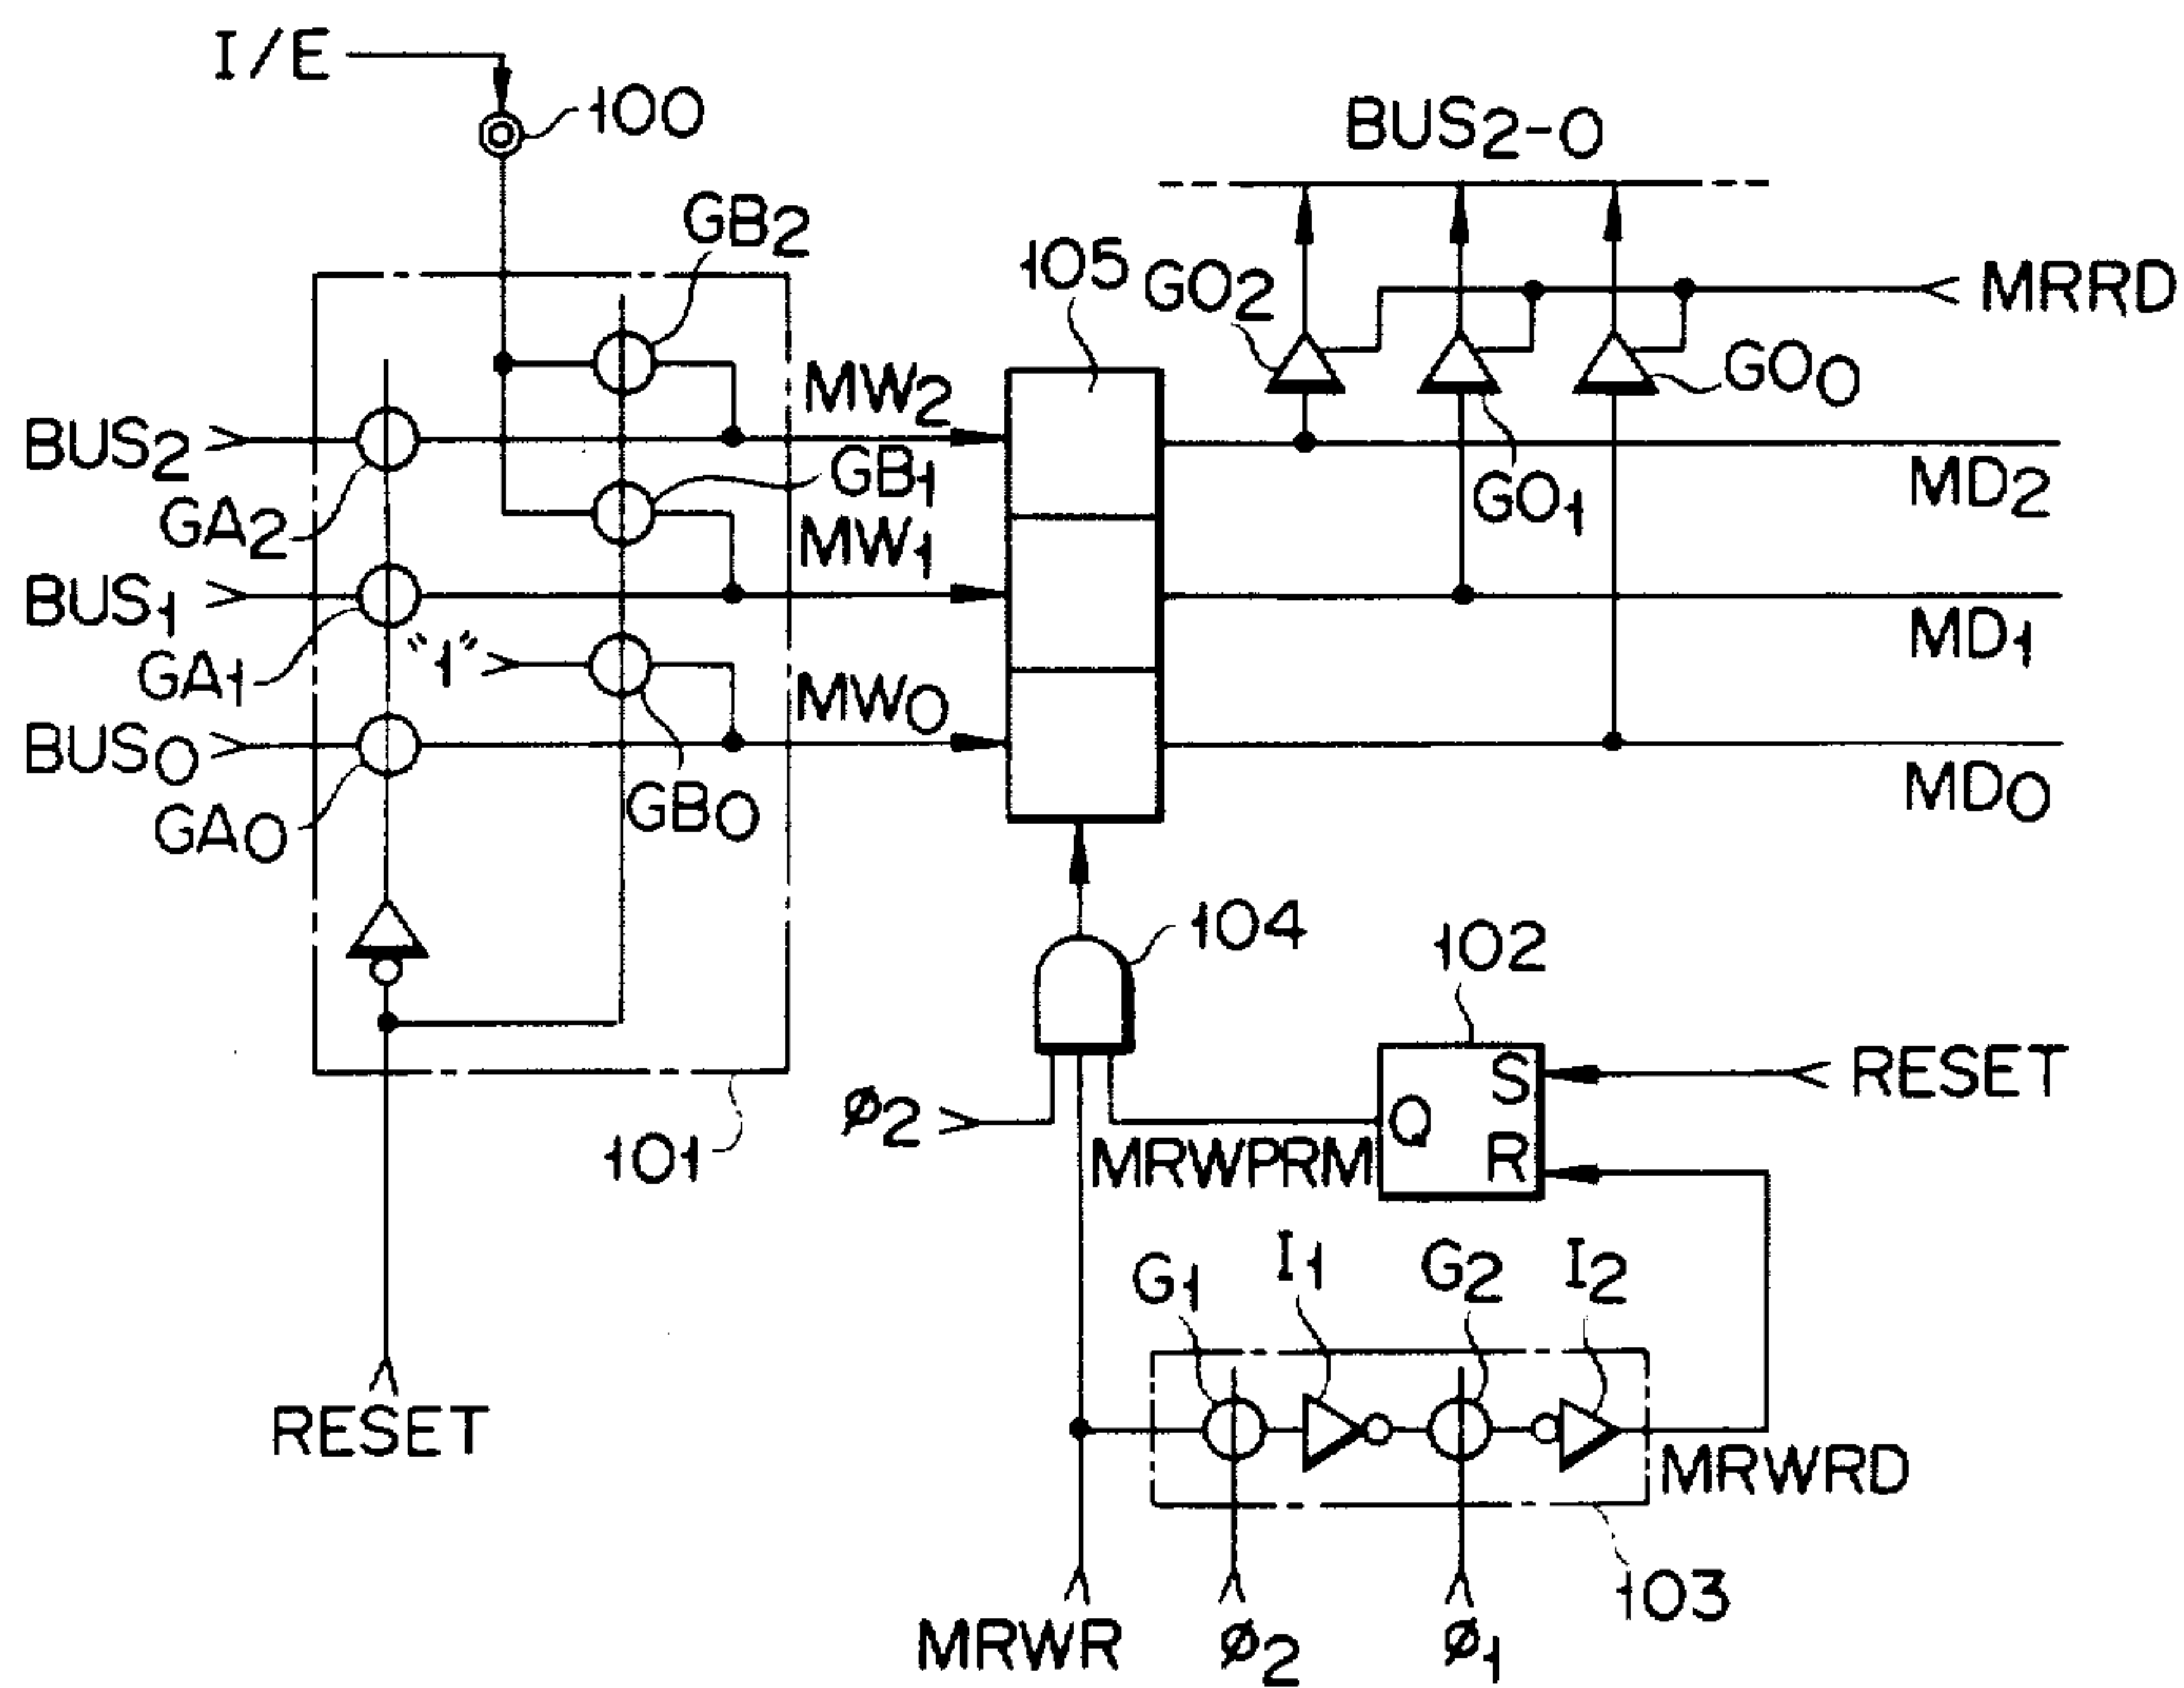 I/E
100
BUS2-0
GB2
105
GO2
MRRD
GO0
MW2
BUS2
GB1
GO1
MD2
GA2
MW1
BUS1
MD1
GA1
"1"
MW0
BUS0
MD0
GA0
GB0
104
102
S
RESET
ø2
Q
R
101
MRWPRM
G1
I1
G2
I2
RESET
MRWRD
103
MRWR
ø2
ø1